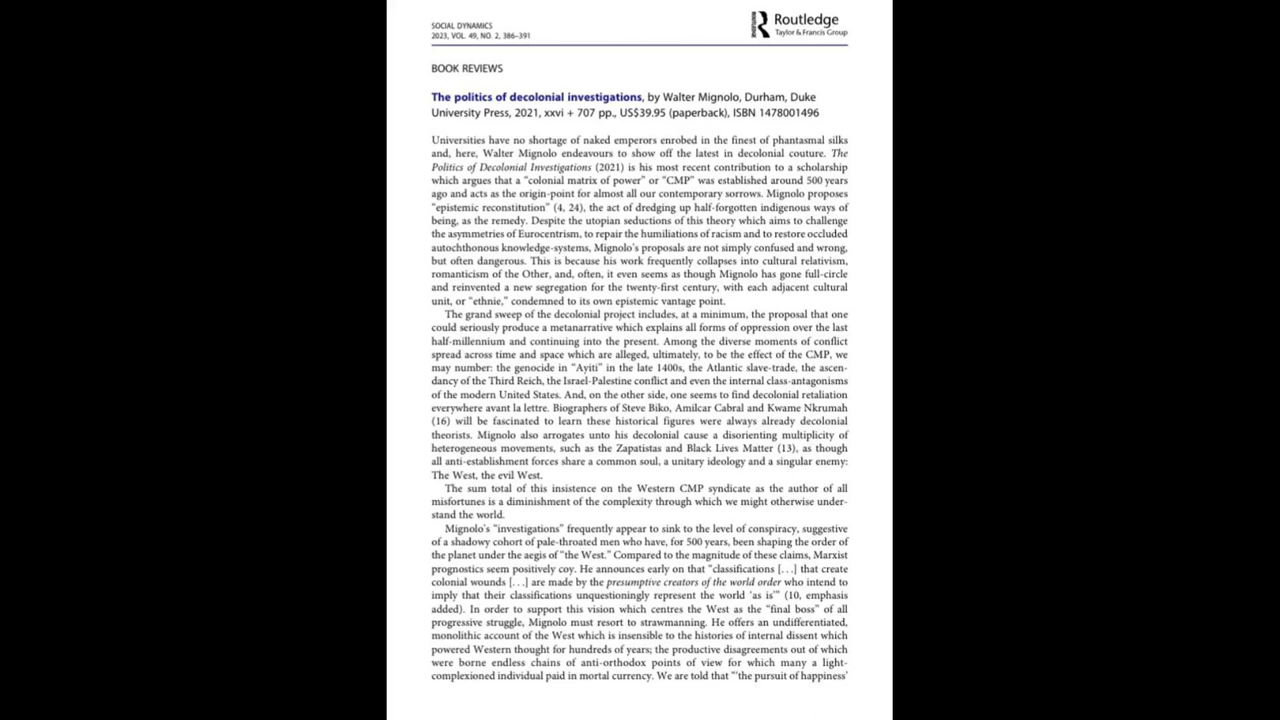 SOCIAL DYNAMICS
2023, VOL. 49, NO. 2, 386–391
ROUTLEDGE
Routledge
Taylor & Francis Group
BOOK REVIEWS
The politics of decolonial investigations, by Walter Mignolo, Durham, Duke
University Press, 2021, xxvi + 707 pp., US$39.95 (paperback), ISBN 1478001496
Universities have no shortage of naked emperors enrobed in the finest of phantasmal silks
and, here, Walter Mignolo endeavours to show off the latest in decolonial couture. The
Politics of Decolonial Investigations (2021) is his most recent contribution to a scholarship
which argues that a “colonial matrix of power” or “CMP” was established around 500 years
ago and acts as the origin-point for almost all our contemporary sorrows. Mignolo proposes
“epistemic reconstitution” (4, 24), the act of dredging up half-forgotten indigenous ways of
being, as the remedy. Despite the utopian seductions of this theory which aims to challenge
the asymmetries of Eurocentrism, to repair the humiliations of racism and to restore occluded
autochthonous knowledge-systems, Mignolo’s proposals are not simply confused and wrong,
but often dangerous. This is because his work frequently collapses into cultural relativism,
romanticism of the Other, and, often, it even seems as though Mignolo has gone full-circle
and reinvented a new segregation for the twenty-first century, with each adjacent cultural
unit, or “ethnie,” condemned to its own epistemic vantage point.
The grand sweep of the decolonial project includes, at a minimum, the proposal that one
could seriously produce a metanarrative which explains all forms of oppression over the last
half-millennium and continuing into the present. Among the diverse moments of conflict
spread across time and space which are alleged, ultimately, to be the effect of the CMP, we
may number: the genocide in “Ayiti” in the late 1400s, the Atlantic slave-trade, the ascen-
dancy of the Third Reich, the Israel-Palestine conflict and even the internal class-antagonisms
of the modern United States. And, on the other side, one seems to find decolonial retaliation
everywhere avant la lettre. Biographers of Steve Biko, Amilcar Cabral and Kwame Nkrumah
(16) will be fascinated to learn these historical figures were always already decolonial
theorists. Mignolo also arrogates unto his decolonial cause a disorienting multiplicity of
heterogeneous movements, such as the Zapatistas and Black Lives Matter (13), as though
all anti-establishment forces share a common soul, a unitary ideology and a singular enemy:
The West, the evil West.
The sum total of this insistence on the Western CMP syndicate as the author of all
misfortunes is a diminishment of the complexity through which we might otherwise under-
stand the world.
Mignolo’s “investigations” frequently appear to sink to the level of conspiracy, suggestive
of a shadowy cohort of pale-throated men who have, for 500 years, been shaping the order of
the planet under the aegis of “the West.” Compared to the magnitude of these claims, Marxist
prognostics seem positively coy. He announces early on that “classifications [...] that create
colonial wounds [...] are made by the presumptive creators of the world order who intend to
imply that their classifications unquestioningly represent the world ‘as is’” (10, emphasis
added). In order to support this vision which centres the West as the “final boss” of all
progressive struggle, Mignolo must resort to strawmanning. He offers an undifferentiated,
monolithic account of the West which is insensible to the histories of internal dissent which
powered Western thought for hundreds of years; the productive disagreements out of which
were borne endless chains of anti-orthodox points of view for which many a light-
complexioned individual paid in mortal currency. We are told that “‘the pursuit of happiness’